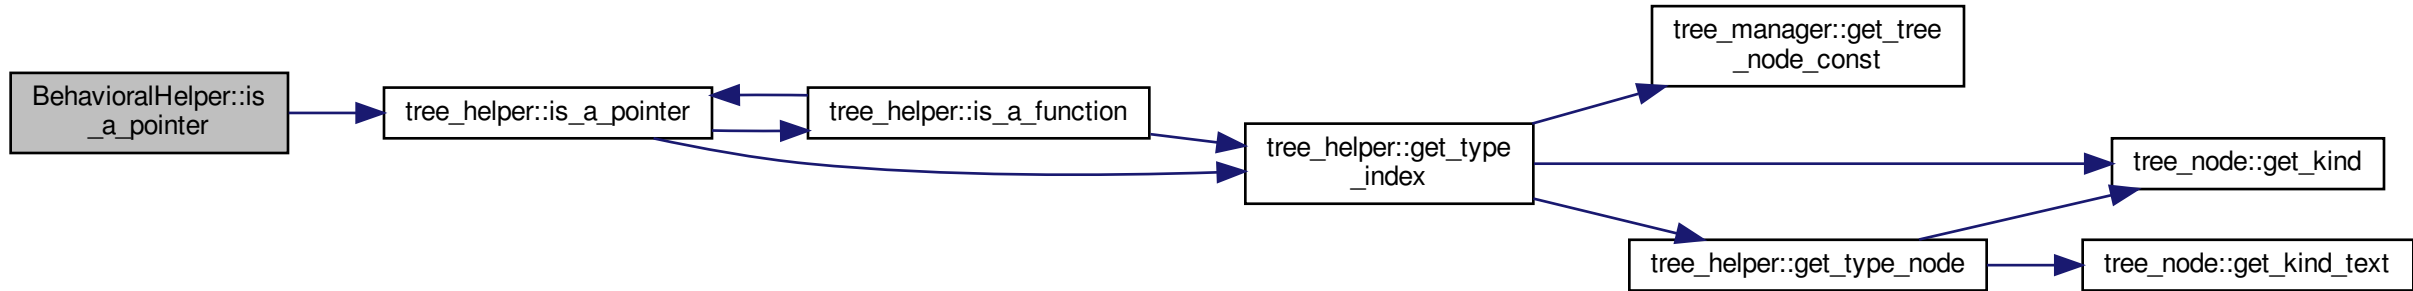 BehavioralHelper::is
_a_pointer
tree_helper::is_a_pointer
tree_helper::is_a_function
tree_helper::get_type
_index
tree_manager::get_tree
_node_const
tree_node::get_kind
tree_helper::get_type_node
tree_node::get_kind_text